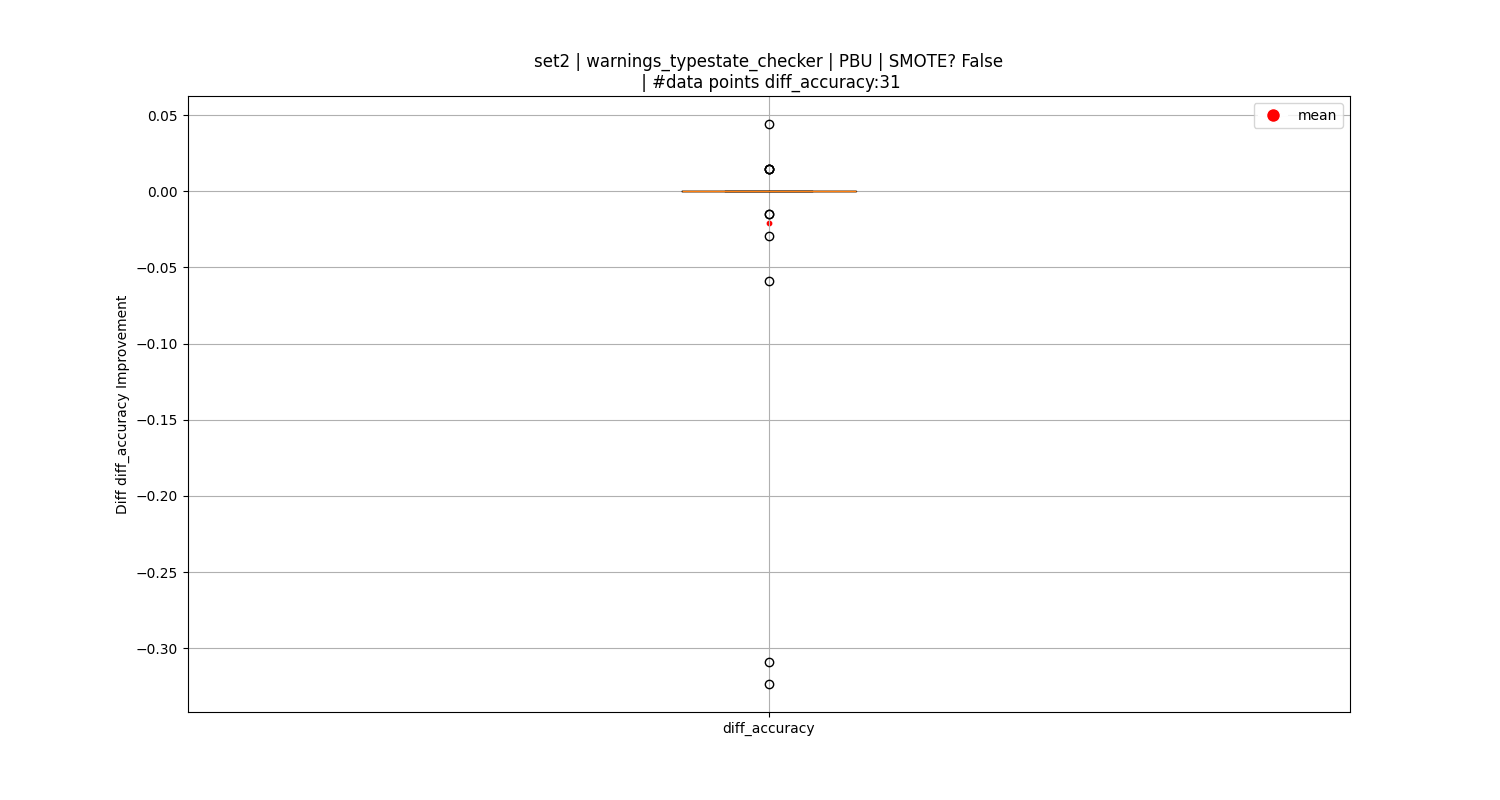 set2 | warnings_typestate_checker | PBU | SMOTE? False
| #data points diff_accuracy:31
mean
0.05
0.00
−0.05
−0.10
−0.15
−0.20
−0.25
−0.30
Diff diff_accuracy Improvement
diff_accuracy